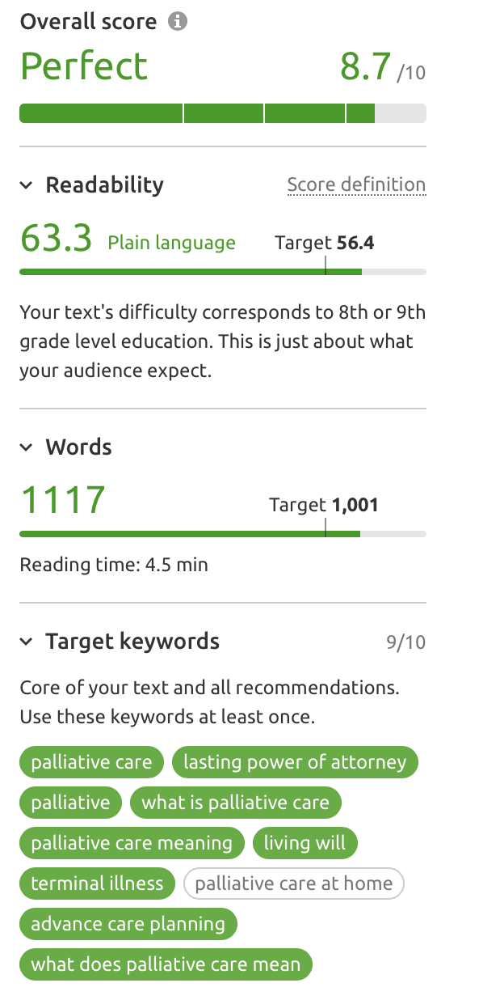 Overall score
Perfect 8.7 /10
Readability Score definition
63.3 Plain language Target 56.4
Your text's difficulty corresponds to 8th or 9th
grade level education. This is just about what
your audience expect.
Words
1117 Target 1,001
Reading time: 4.5 min
Target keywords 9/10
Core of your text and all recommendations.
Use these keywords at least once.
palliative care lasting power of attorney
palliative what is palliative care
palliative care meaning living will
terminal illness palliative care at home
advance care planning
what does palliative care mean